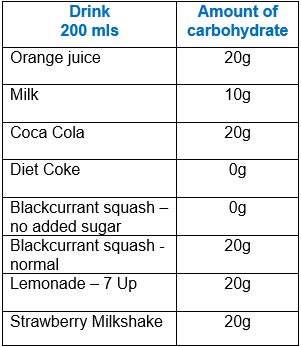 Drink Amount of
200 mls carbohydrate
Orange juice 20g
Milk 10g
Coca Cola 20g
Diet Coke 0g
Blackcurrant squash – 0g
no added sugar
Blackcurrant squash - 20g
normal
Lemonade – 7 Up 20g
Strawberry Milkshake 20g